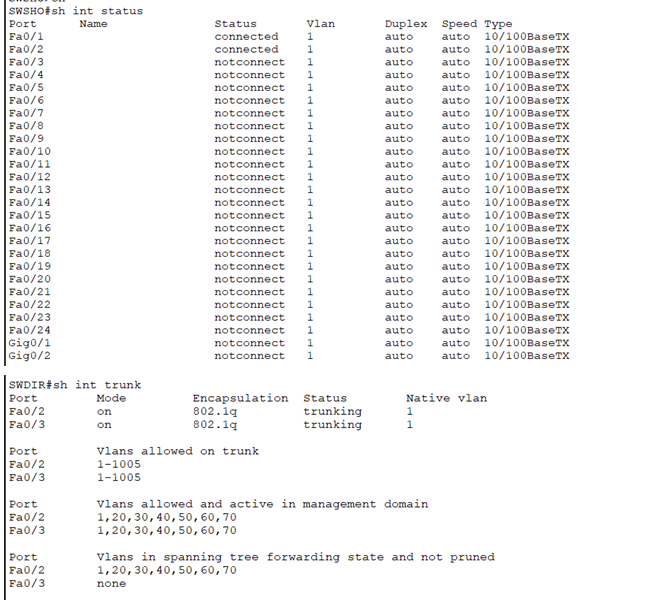 SWSHO#sh int status
Port Name Status Vlan Duplex Speed Type
Fa0/1 connected 1 auto auto 10/100BaseTX
Fa0/2 connected 1 auto auto 10/100BaseTX
Fa0/3 notconnect 1 auto auto 10/100BaseTX
Fa0/4 notconnect 1 auto auto 10/100BaseTX
Fa0/5 notconnect 1 auto auto 10/100BaseTX
Fa0/6 notconnect 1 auto auto 10/100BaseTX
Fa0/7 notconnect 1 auto auto 10/100BaseTX
Fa0/8 notconnect 1 auto auto 10/100BaseTX
Fa0/9 notconnect 1 auto auto 10/100BaseTX
Fa0/10 notconnect 1 auto auto 10/100BaseTX
Fa0/11 notconnect 1 auto auto 10/100BaseTX
Fa0/12 notconnect 1 auto auto 10/100BaseTX
Fa0/13 notconnect 1 auto auto 10/100BaseTX
Fa0/14 notconnect 1 auto auto 10/100BaseTX
Fa0/15 notconnect 1 auto auto 10/100BaseTX
Fa0/16 notconnect 1 auto auto 10/100BaseTX
Fa0/17 notconnect 1 auto auto 10/100BaseTX
Fa0/18 notconnect 1 auto auto 10/100BaseTX
Fa0/19 notconnect 1 auto auto 10/100BaseTX
Fa0/20 notconnect 1 auto auto 10/100BaseTX
Fa0/21 notconnect 1 auto auto 10/100BaseTX
Fa0/22 notconnect 1 auto auto 10/100BaseTX
Fa0/23 notconnect 1 auto auto 10/100BaseTX
Fa0/24 notconnect 1 auto auto 10/100BaseTX
Gig0/1 notconnect 1 auto auto 10/100BaseTX
Gig0/2 notconnect 1 auto auto 10/100BaseTX
SWDIR#sh int trunk
Port Mode Encapsulation Status Native vlan
Fa0/2 on 802.1q trunking 1
Fa0/3 on 802.1q trunking 1
Port Vlans allowed on trunk
Fa0/2 1-1005
Fa0/3 1-1005
Port Vlans allowed and active in management domain
Fa0/2 1,20,30,40,50,60,70
Fa0/3 1,20,30,40,50,60,70
Port Vlans in spanning tree forwarding state and not pruned
Fa0/2 1,20,30,40,50,60,70
Fa0/3 none